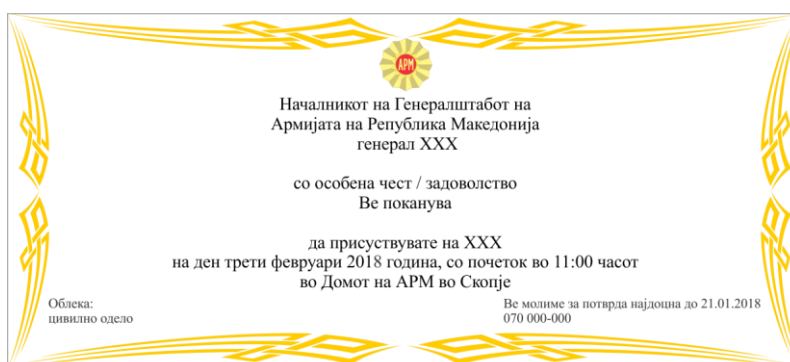 АРМ
Началникот на Генералштабот на
Армијата на Република Македонија
генерал XXX
со особена чест / задоволство
Ве поканува
да присуствувате на XXX
на ден трети февруари 2018 година, со почеток во 11:00 часот
во Домот на АРМ во Скопје
Облека:
цивилно одело
Ве молиме за потврда најдоцна до 21.01.2018
070 000-000